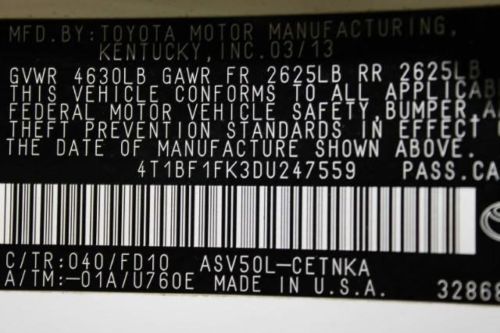 MFD.BY:TOYOTA MOTOR MANUFACTURING,
KENTUCKY,INC.03/13
GVWR 4630LB GAWR FR 2625LB RR 2625LB
THIS VEHICLE CONFORMS TO ALL APPLICAB
FEDERAL MOTOR VEHICLE SAFETY,BUMPER,A
THEFT PREVENTION STANDARDS IN EFFECT
THE DATE OF MANUFACTURE SHOWN ABOVE.
4T1BF1FK3DU247559 PASS.CA
C/TR:040/FD10 ASV50L-CETNKA
A/TM:-01A/U760E MADE IN U.S.A. 32868